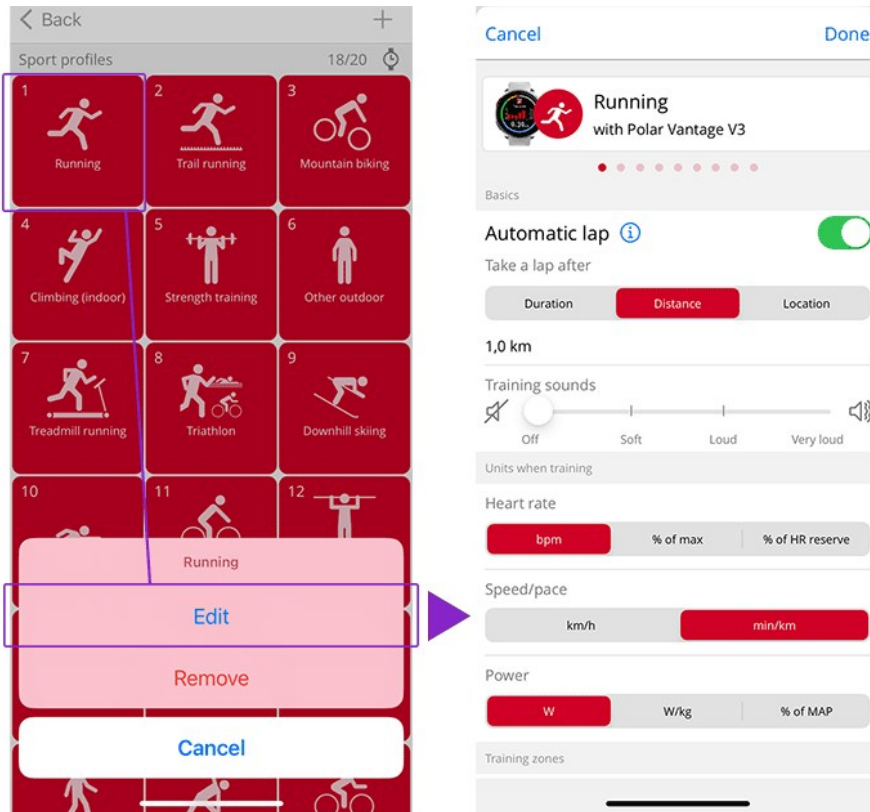 Back
Sport profiles 18/20
1 2 3
Running Trail running Mountain biking
4 5 6
Climbing (indoor) Strength training Other outdoor
7 8 9
Treadmill running Triathlon Downhill skiing
10 11 12
Running
Edit
Remove
Cancel
Cancel Done
Running
with Polar Vantage V3
Basics
Automatic lap
Take a lap after
Duration Distance Location
1,0 km
Training sounds
Off Soft Loud Very loud
Units when training
Heart rate
bpm % of max % of HR reserve
Speed/pace
km/h min/km
Power
W W/kg % of MAP
Training zones